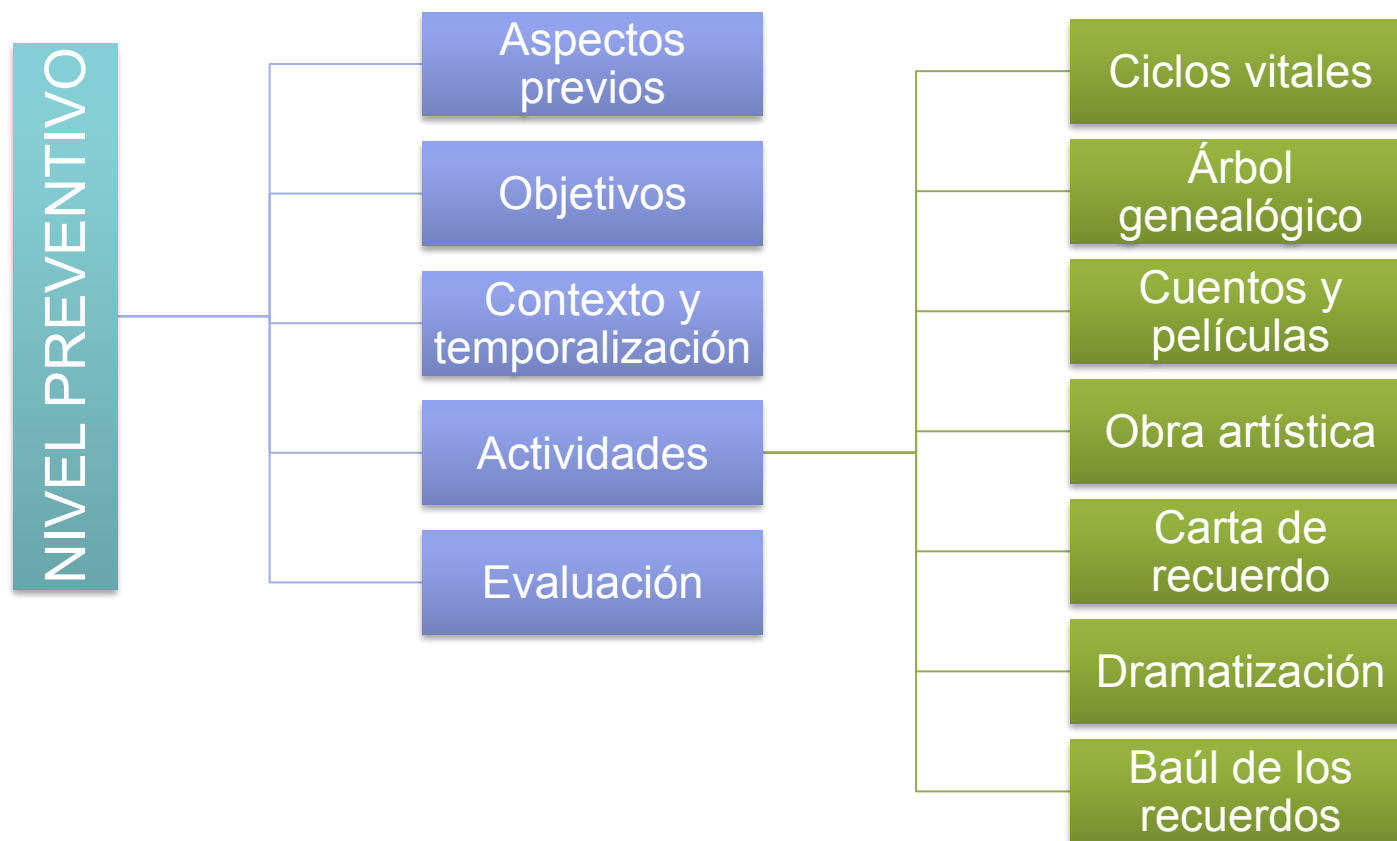 NIVEL PREVENTIVO
Aspectos
previos
Objetivos
Contexto y
temporalización
Actividades
Evaluación
Ciclos vitales
Árbol
genealógico
Cuentos y
películas
Obra artística
Carta de
recuerdo
Dramatización
Baúl de los
recuerdos